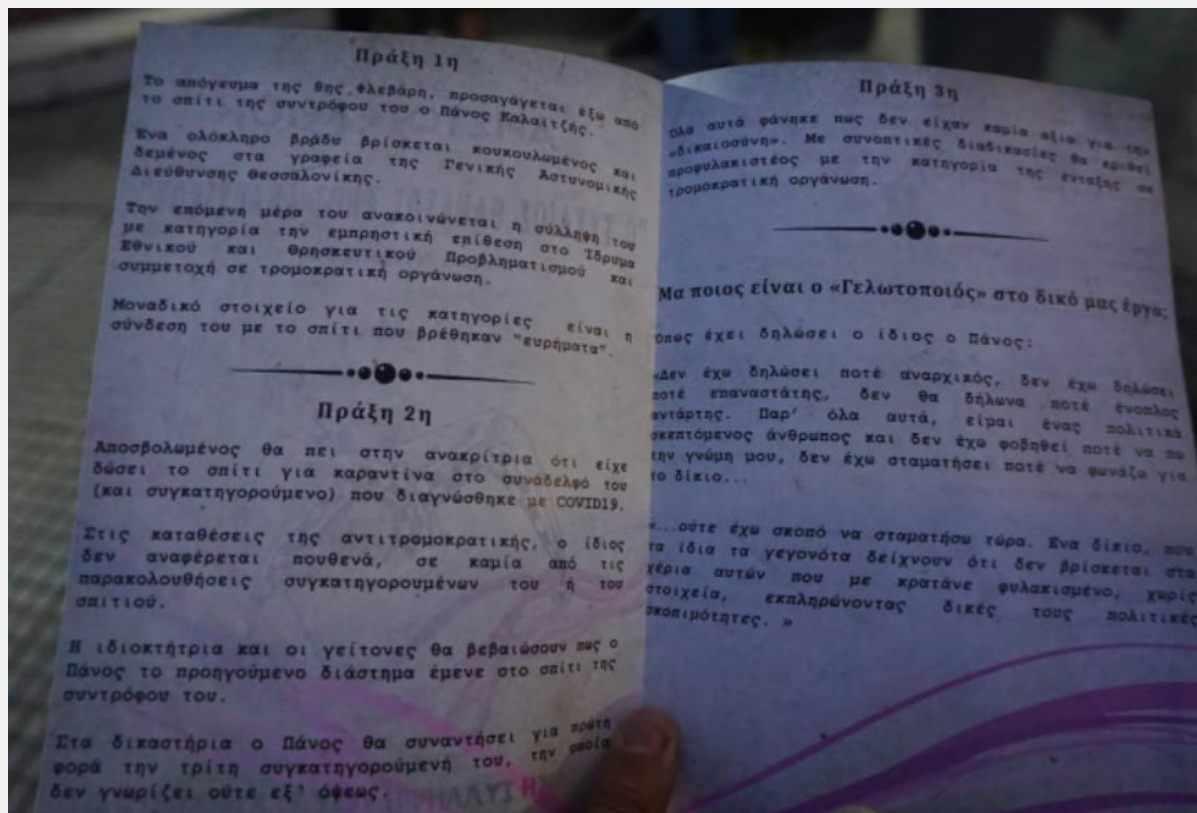 Πράξη 1η
Το απόγευμα της 8ης Φλεβάρη, προσαγάγεται έξω από
το σπίτι της συντρόφου του ο Πάνος Καλαϊτζής.
Ένα ολόκληρο βράδυ βρίσκεται κουκουλωμένος και
δεμένος στα γραφεία της Γενικής Αστυνομικής
Διεύθυνσης Θεσσαλονίκης.
Την επόμενη μέρα του ανακοινώνεται η σύλληψη του
με κατηγορία την εμπρηστική επίθεση στο Ίδρυμα
Εθνικού και Θρησκευτικού Προβληματισμού και
συμμετοχή σε τρομοκρατική οργάνωση.
Μοναδικό στοιχείο για τις κατηγορίες είναι η
σύνδεση του με το σπίτι που βρέθηκαν "ευρήματα".
Πράξη 2η
Αποσβολωμένος θα πει στην ανακρίτρια ότι είχε
δώσει το σπίτι για καραντίνα στο συνάδελφό του
(και συγκατηγορούμενο) που διαγνώσθηκε με COVID19.
Στις καταθέσεις της αντιτρομοκρατικής, ο ίδιος
δεν αναφέρεται πουθενά, σε καμία από τις
παρακολουθήσεις συγκατηγορουμένων του ή του
σπιτιού.
Η ιδιοκτήτρια και οι γείτονες θα βεβαιώσουν πως ο
Πάνος το προηγούμενο διάστημα έμενε στο σπίτι της
συντρόφου του.
Στα δικαστήρια ο Πάνος θα συναντήσει για πρώτη
φορά την τρίτη συγκατηγορούμενή του, την οποία
δεν γνωρίζει ούτε εξ' όψεως.
Πράξη 3η
Όλα αυτά φάνηκε πως δεν είχαν καμία αξία για την
«δικαιοσύνη». Με συνοπτικές διαδικασίες θα κριθεί
προφυλακιστέος με την κατηγορία της ένταξης σε
τρομοκρατική οργάνωση.
Μα ποιος είναι ο «Γελωτοποιός» στο δικό μας έργο;
Όπως έχει δηλώσει ο ίδιος ο Πάνος:
«Δεν έχω δηλώσει ποτέ αναρχικός, δεν έχω δηλώσει
ποτέ επαναστάτης, δεν θα δήλωνα ποτέ ένοπλος
αντάρτης. Παρ' όλα αυτά, είμαι ένας πολιτικά
σκεπτόμενος άνθρωπος και δεν έχω φοβηθεί ποτέ να πω
την γνώμη μου, δεν έχω σταματήσει ποτέ να φωνάζω για
το δίκιο...
«...ούτε έχω σκοπό να σταματήσω τώρα. Ένα δίκιο, που
τα ίδια τα γεγονότα δείχνουν ότι δεν βρίσκεται στα
χέρια αυτών που με κρατάνε φυλακισμένο, χωρίς
στοιχεία, εκπληρώνοντας δικές τους πολιτικές
σκοπιμότητες. »